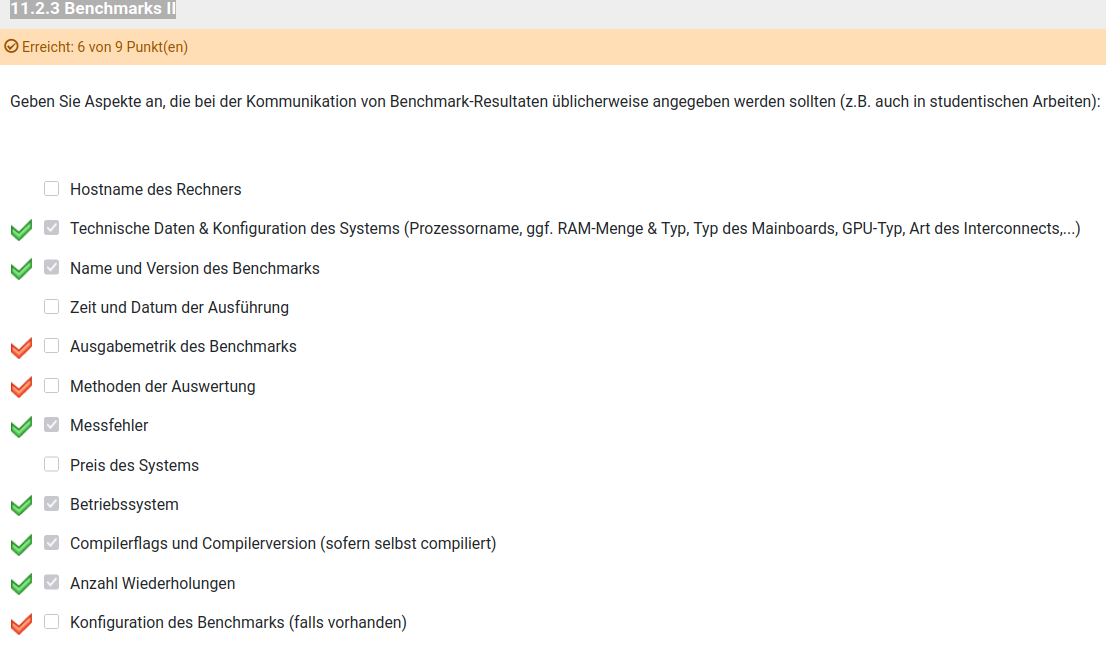 11.2.3 Benchmarks II
Erreicht: 6 von 9 Punkt(en)
Geben Sie Aspekte an, die bei der Kommunikation von Benchmark-Resultaten üblicherweise angegeben werden sollten (z.B. auch in studentischen Arbeiten):
Hostname des Rechners
Technische Daten & Konfiguration des Systems (Prozessorname, ggf. RAM-Menge & Typ, Typ des Mainboards, GPU-Typ, Art des Interconnects,...)
Name und Version des Benchmarks
Zeit und Datum der Ausführung
Ausgabemetrik des Benchmarks
Methoden der Auswertung
Messfehler
Preis des Systems
Betriebssystem
Compilerflags und Compilerversion (sofern selbst compiliert)
Anzahl Wiederholungen
Konfiguration des Benchmarks (falls vorhanden)